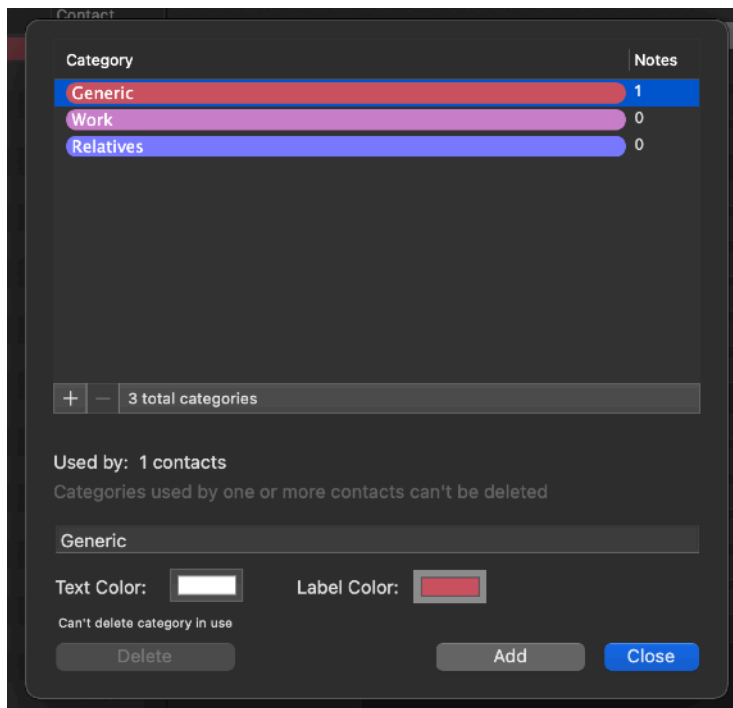 Contact
Category Notes
Generic 1
Work 0
Relatives 0
+ − 3 total categories
Used by: 1 contacts
Categories used by one or more contacts can't be deleted
Generic
Text Color: Label Color:
Can't delete category in use
Delete Add Close